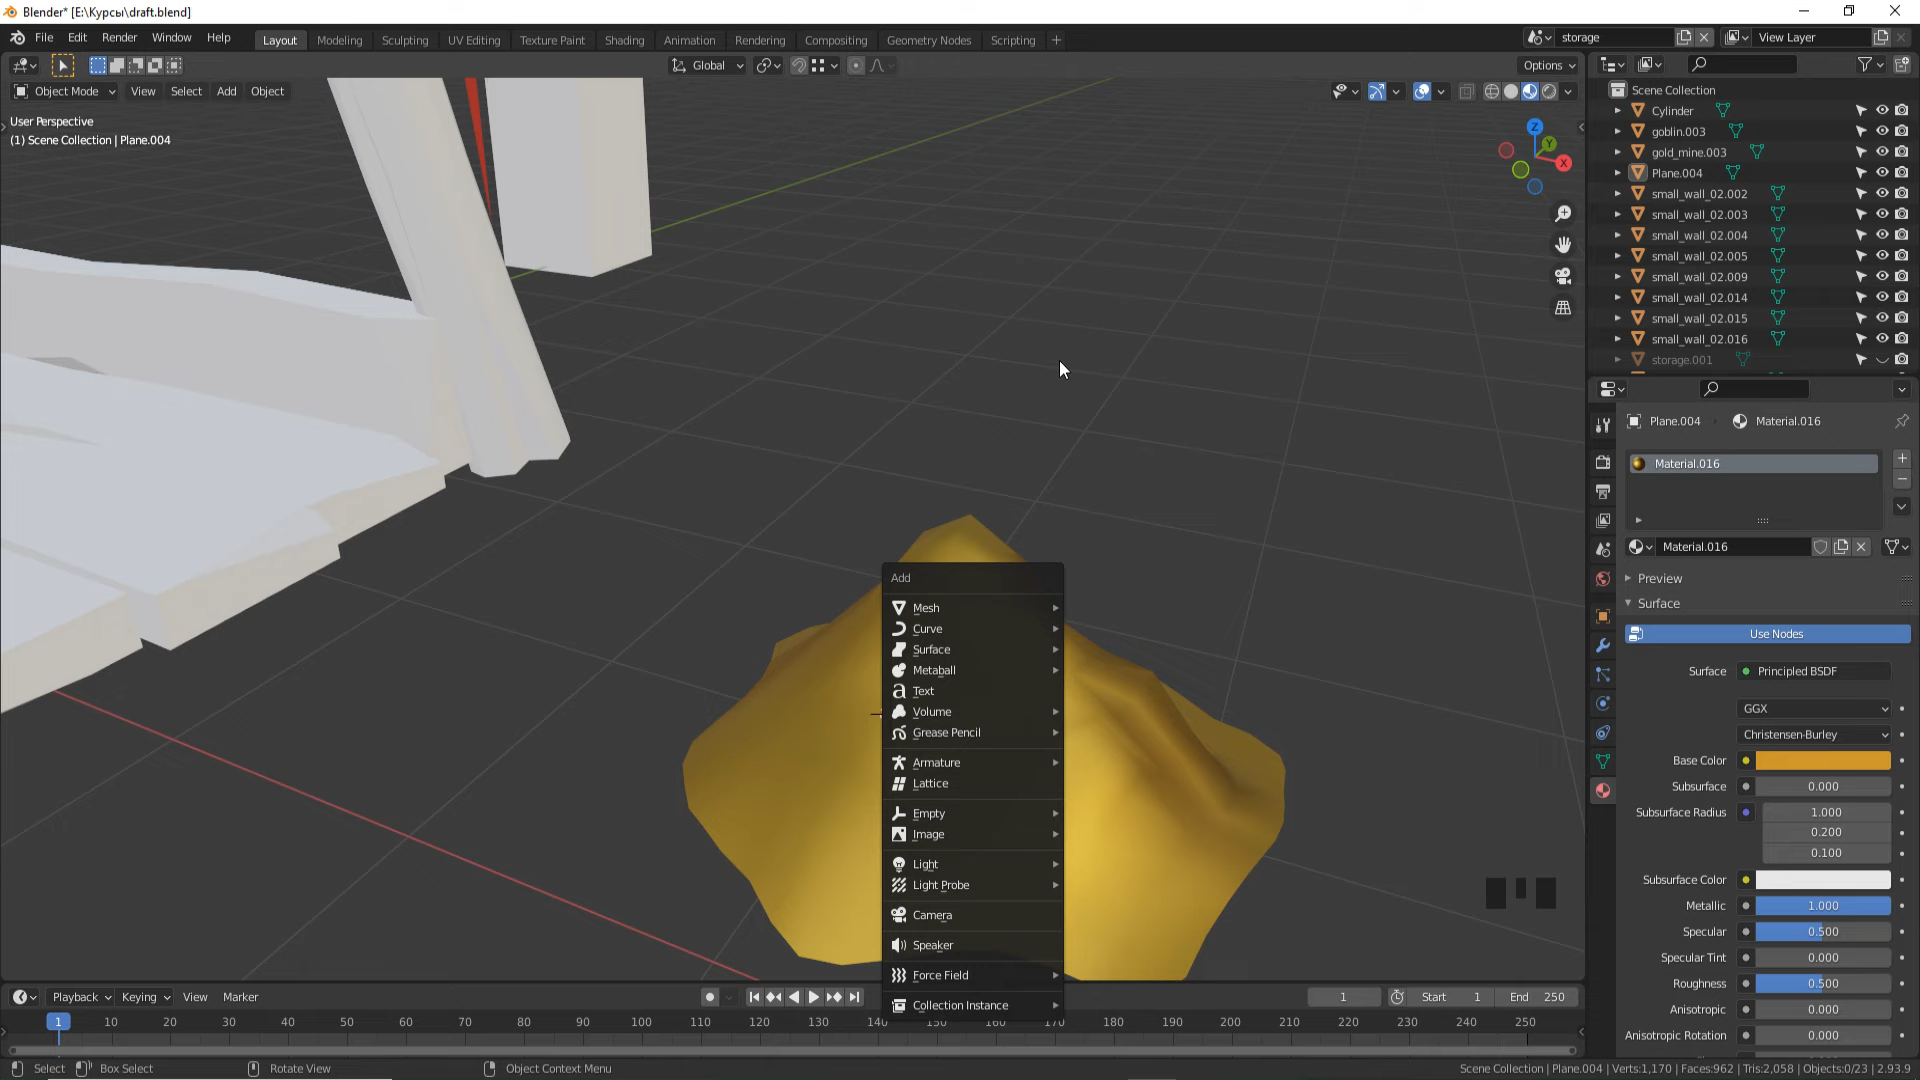 Blender* [E:\Курсы\draft.blend]
File Edit Render Window Help
Layout Modeling Sculpting UV Editing Texture Paint Shading Animation Rendering Compositing Geometry Nodes Scripting +
storage
View Layer
Global
Options
Object Mode View Select Add Object
User Perspective
(1) Scene Collection | Plane.004
Z
Y
X
Scene Collection
Cylinder
goblin.003
gold_mine.003
Plane.004
small_wall_02.002
small_wall_02.003
small_wall_02.004
small_wall_02.005
small_wall_02.009
small_wall_02.014
small_wall_02.015
small_wall_02.016
storage.001
Add
Mesh
Curve
Surface
Metaball
Text
Volume
Grease Pencil
Armature
Lattice
Empty
Image
Light
Light Probe
Camera
Speaker
Force Field
Collection Instance
Plane.004 Material.016
Material.016
Material.016
Preview
Surface
Use Nodes
Surface Principled BSDF
GGX
Christensen-Burley
Base Color
Subsurface 0.000
Subsurface Radius 1.000
0.200
0.100
Subsurface Color
Metallic 1.000
Specular 0.500
Specular Tint 0.000
Roughness 0.500
Anisotropic 0.000
Anisotropic Rotation 0.000
Playback Keying View Marker
1 Start 1 End 250
1 10 20 30 40 50 60 70 80 90 100 110 120 130 140 150 160 170 180 190 200 210 220 230 240 250
Select Box Select Rotate View Object Context Menu
Scene Collection | Plane.004 | Verts:1,170 | Faces:962 | Tris:2,058 | Objects:0/23 | 2.93.9